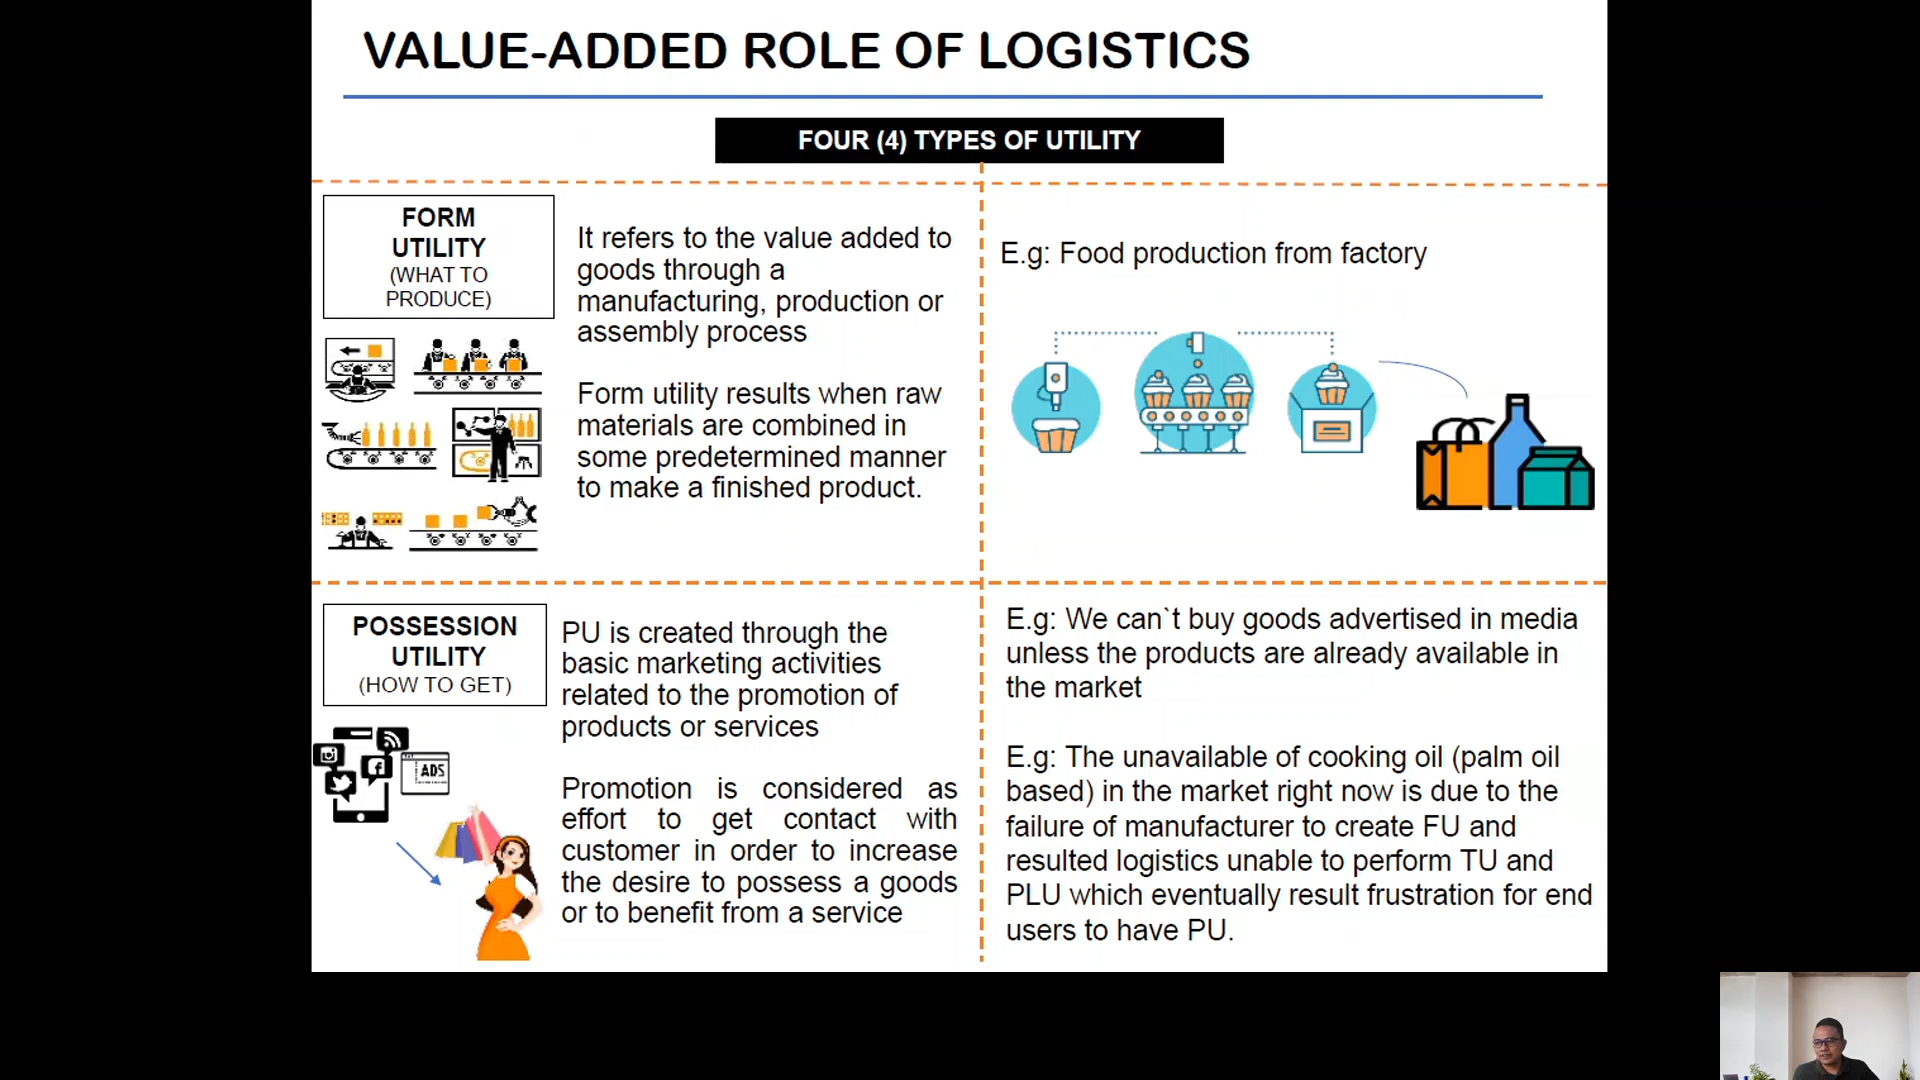 VALUE-ADDED ROLE OF LOGISTICS
FOUR (4) TYPES OF UTILITY
FORM
UTILITY
(WHAT TO
PRODUCE)
It refers to the value added to
goods through a
manufacturing, production or
assembly process
Form utility results when raw
materials are combined in
some predetermined manner
to make a finished product.
E.g: Food production from factory
POSSESSION
UTILITY
(HOW TO GET)
ADS
PU is created through the
basic marketing activities
related to the promotion of
products or services
Promotion is considered as
effort to get contact with
customer in order to increase
the desire to possess a goods
or to benefit from a service
E.g: We can`t buy goods advertised in media
unless the products are already available in
the market
E.g: The unavailable of cooking oil (palm oil
based) in the market right now is due to the
failure of manufacturer to create FU and
resulted logistics unable to perform TU and
PLU which eventually result frustration for end
users to have PU.